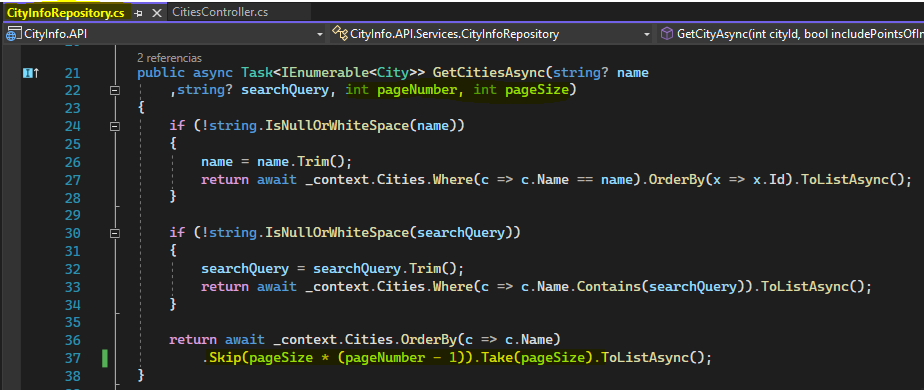 CityInfoRepository.cs CitiesController.cs
CityInfo.API CityInfo.API.Services.CityInfoRepository GetCityAsync(int cityId, bool includePointsOfIn
2 referencias
21 public async Task<IEnumerable<City>> GetCitiesAsync(string? name
22 ,string? searchQuery, int pageNumber, int pageSize)
23 {
24 if (!string.IsNullOrWhiteSpace(name))
25 {
26 name = name.Trim();
27 return await _context.Cities.Where(c => c.Name == name).OrderBy(x => x.Id).ToListAsync();
28 }
29
30 if (!string.IsNullOrWhiteSpace(searchQuery))
31 {
32 searchQuery = searchQuery.Trim();
33 return await _context.Cities.Where(c => c.Name.Contains(searchQuery)).ToListAsync();
34 }
35
36 return await _context.Cities.OrderBy(c => c.Name)
37 .Skip(pageSize * (pageNumber - 1)).Take(pageSize).ToListAsync();
38 }